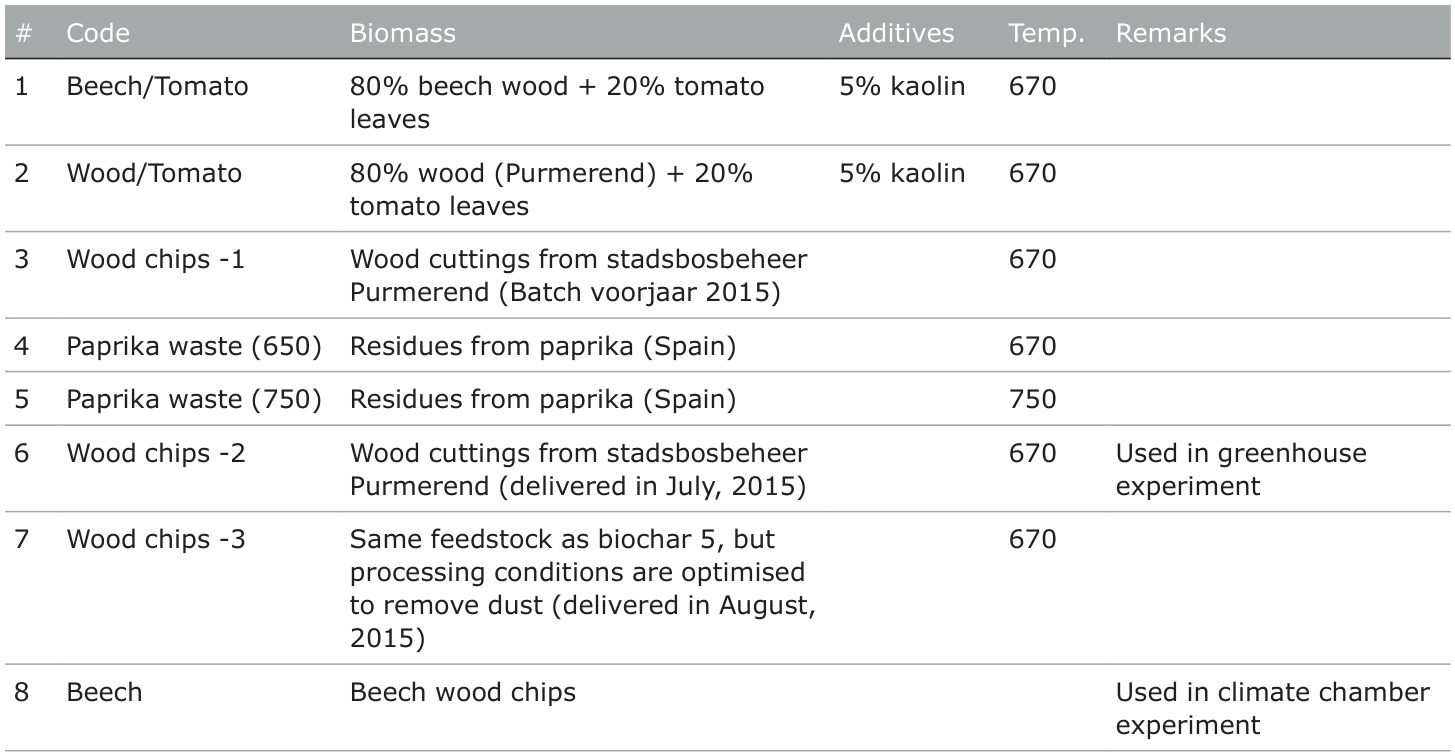 # Code Biomass Additives Temp. Remarks
1 Beech/Tomato 80% beech wood + 20% tomato 5% kaolin 670
leaves
2 Wood/Tomato 80% wood (Purmerend) + 20% 5% kaolin 670
tomato leaves
3 Wood chips -1 Wood cuttings from stadsbosbeheer 670
Purmerend (Batch voorjaar 2015)
4 Paprika waste (650) Residues from paprika (Spain) 670
5 Paprika waste (750) Residues from paprika (Spain) 750
6 Wood chips -2 Wood cuttings from stadsbosbeheer 670 Used in greenhouse
Purmerend (delivered in July, 2015) experiment
7 Wood chips -3 Same feedstock as biochar 5, but 670
processing conditions are optimised
to remove dust (delivered in August,
2015)
8 Beech Beech wood chips Used in climate chamber
experiment